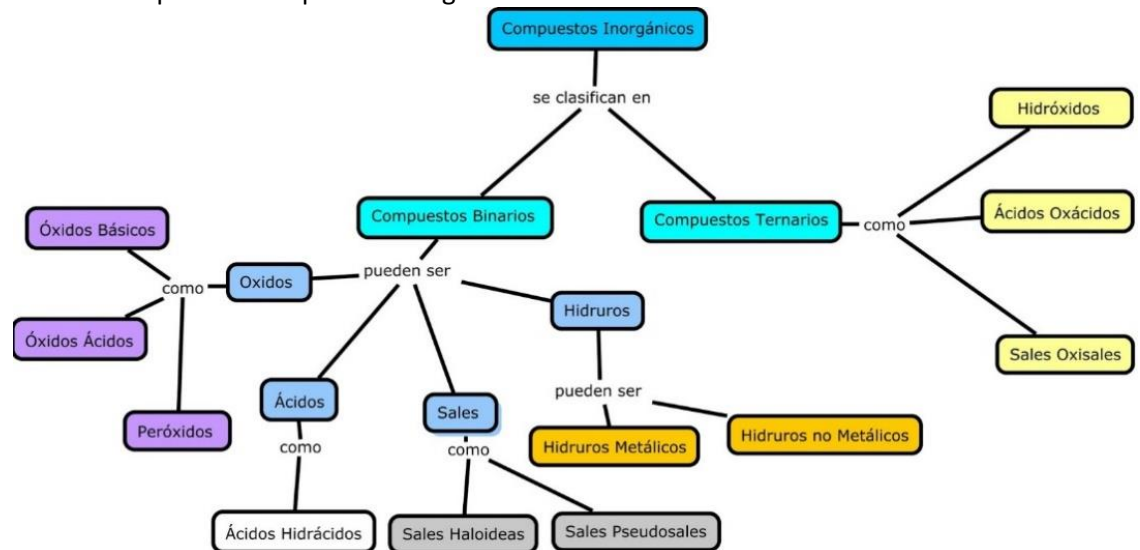 Compuestos Inorgánicos
se clasifican en
Hidróxidos
Compuestos Binarios
Compuestos Ternarios
como
Ácidos Oxácidos
Óxidos Básicos
pueden ser
como
Oxidos
Hidruros
Óxidos Ácidos
Sales Oxisales
pueden ser
Ácidos
Sales
Peróxidos
como
como
Hidruros Metálicos
Hidruros no Metálicos
Ácidos Hidrácidos
Sales Haloideas
Sales Pseudosales